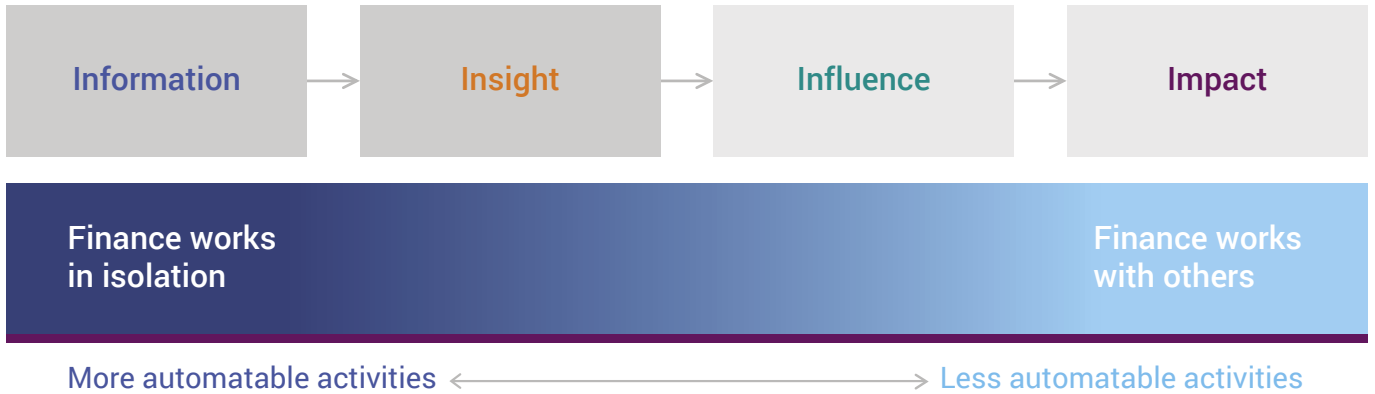 Information
Insight
Influence
Impact
Finance works
in isolation
Finance works
with others
More automatable activities
Less automatable activities